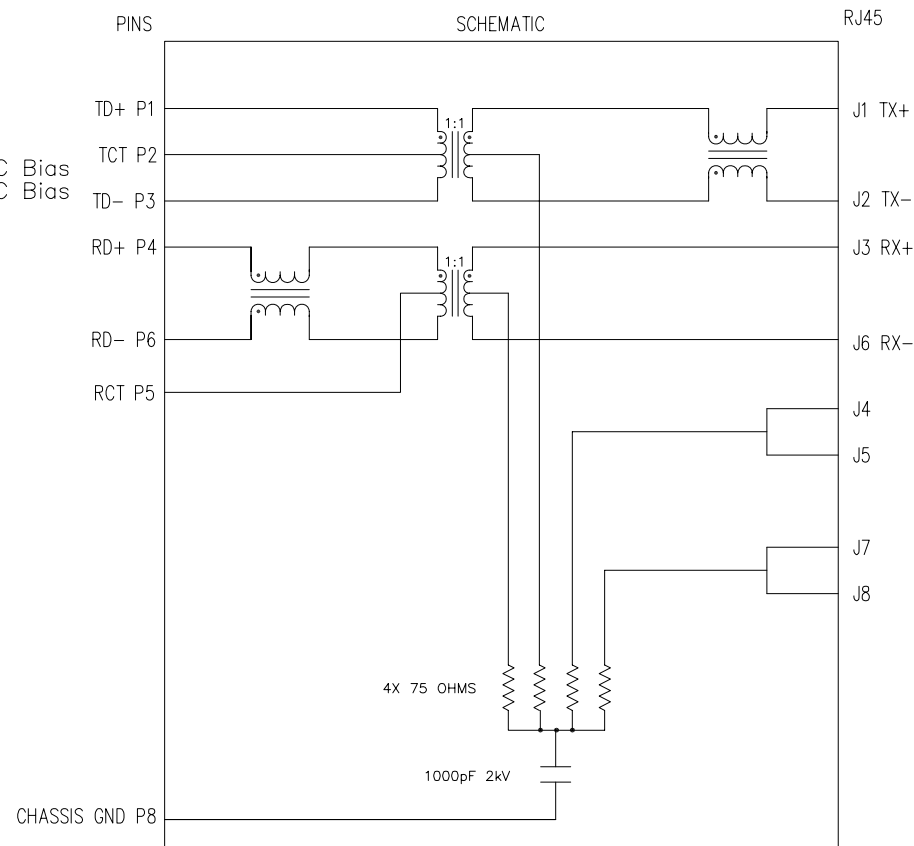 PINS SCHEMATIC RJ45
TD+ P1
1:1
J1 TX+
TCT P2
C Bias
C Bias
TD- P3
J2 TX-
RD+ P4
J3 RX+
1:1
RD- P6
J6 RX-
RCT P5
J4
J5
J7
J8
4X 75 OHMS
1000pF 2kV
CHASSIS GND P8